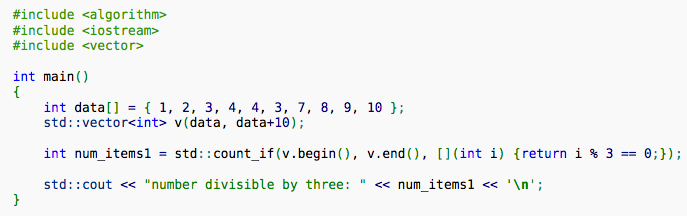 #include <algorithm>
#include <iostream>
#include <vector>
int main()
{
    int data[] = { 1, 2, 3, 4, 4, 3, 7, 8, 9, 10 };
    std::vector<int> v(data, data+10);
    int num_items1 = std::count_if(v.begin(), v.end(), [](int i) {return i % 3 == 0;});
    std::cout << "number divisible by three: " << num_items1 << '\n';
}